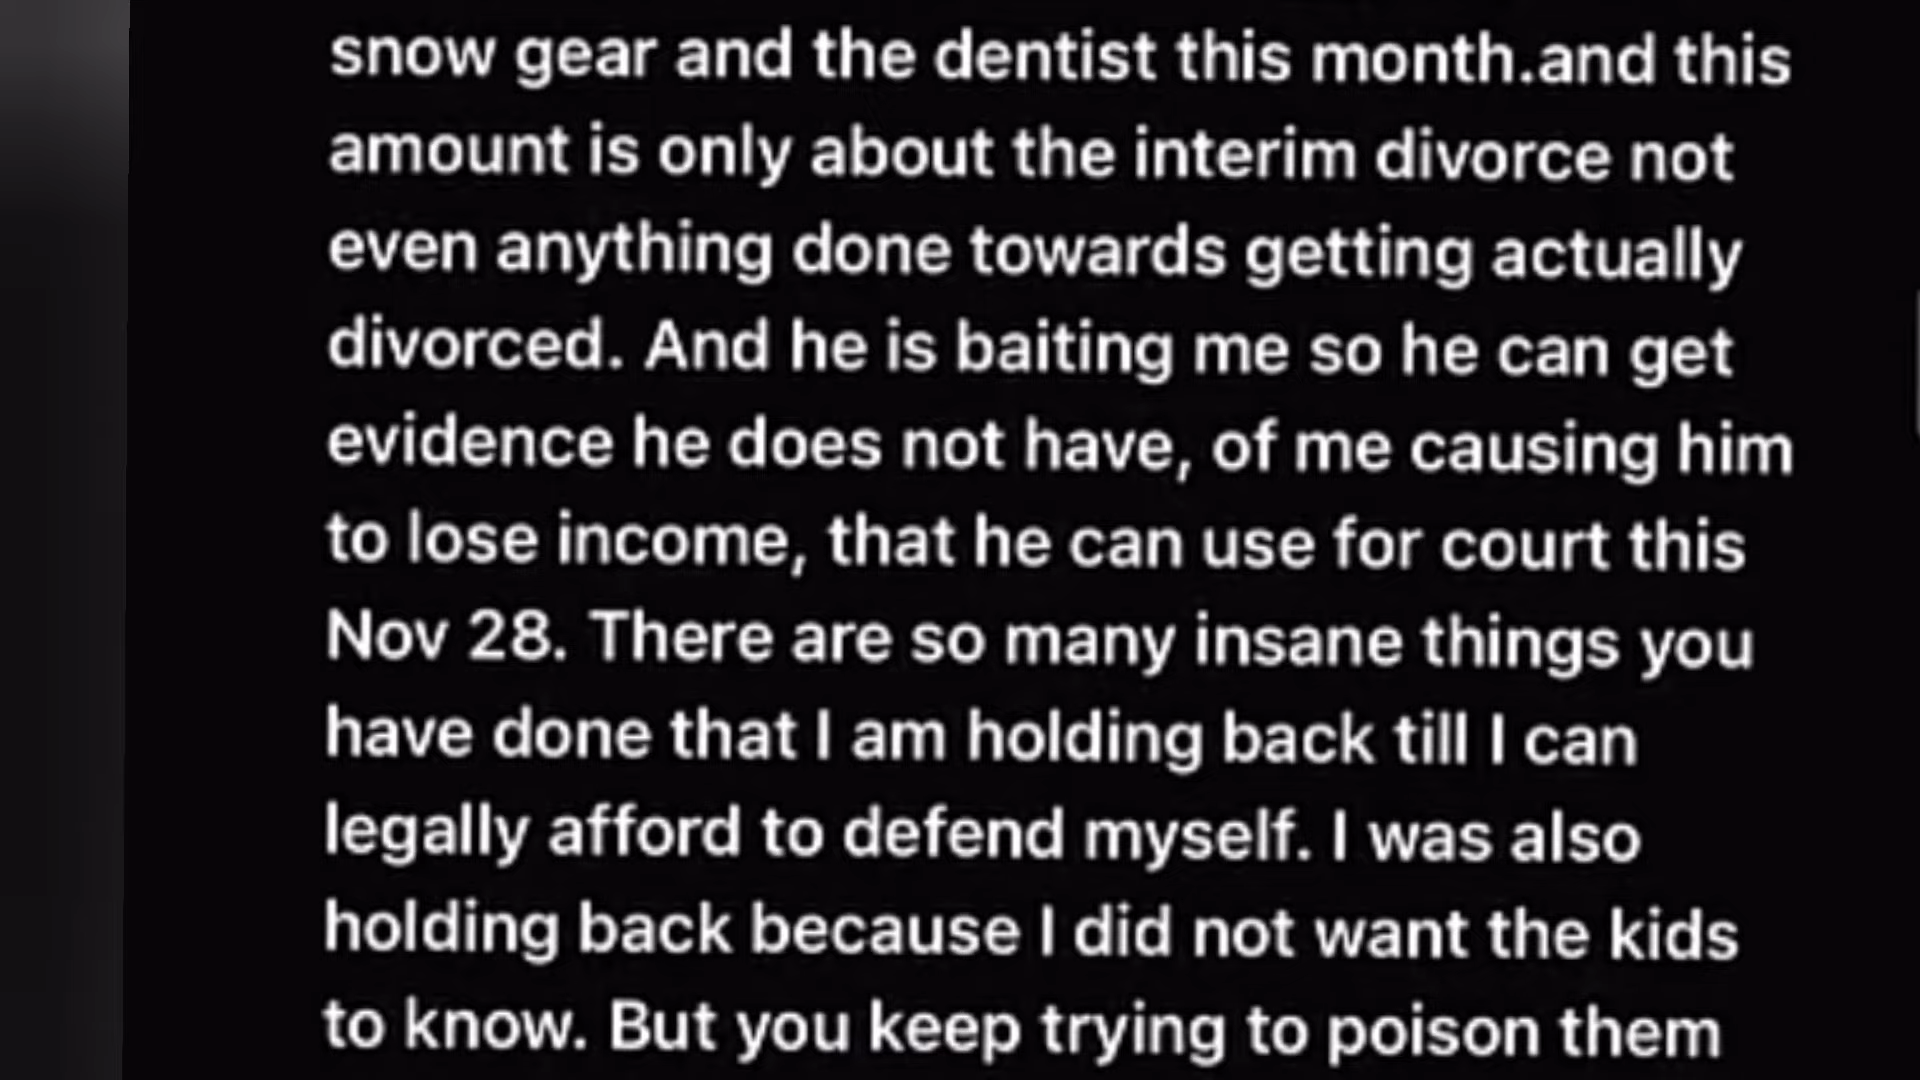 snow gear and the dentist this month.and this
amount is only about the interim divorce not
even anything done towards getting actually
divorced. And he is baiting me so he can get
evidence he does not have, of me causing him
to lose income, that he can use for court this
Nov 28. There are so many insane things you
have done that I am holding back till I can
legally afford to defend myself. I was also
holding back because I did not want the kids
to know. But you keep trying to poison them